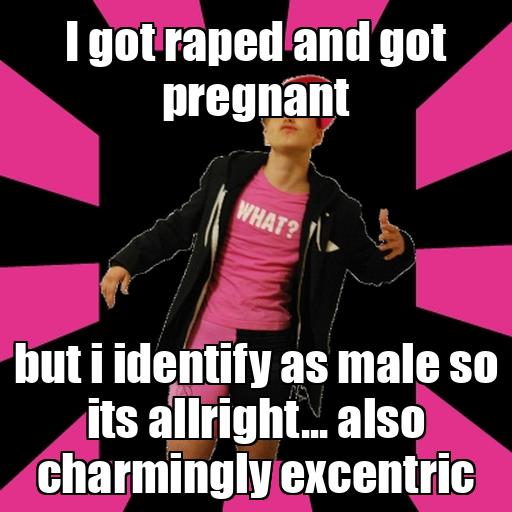 I got raped and got
pregnant
WHAT?
but i identify as male so
its allright... also
charmingly excentric